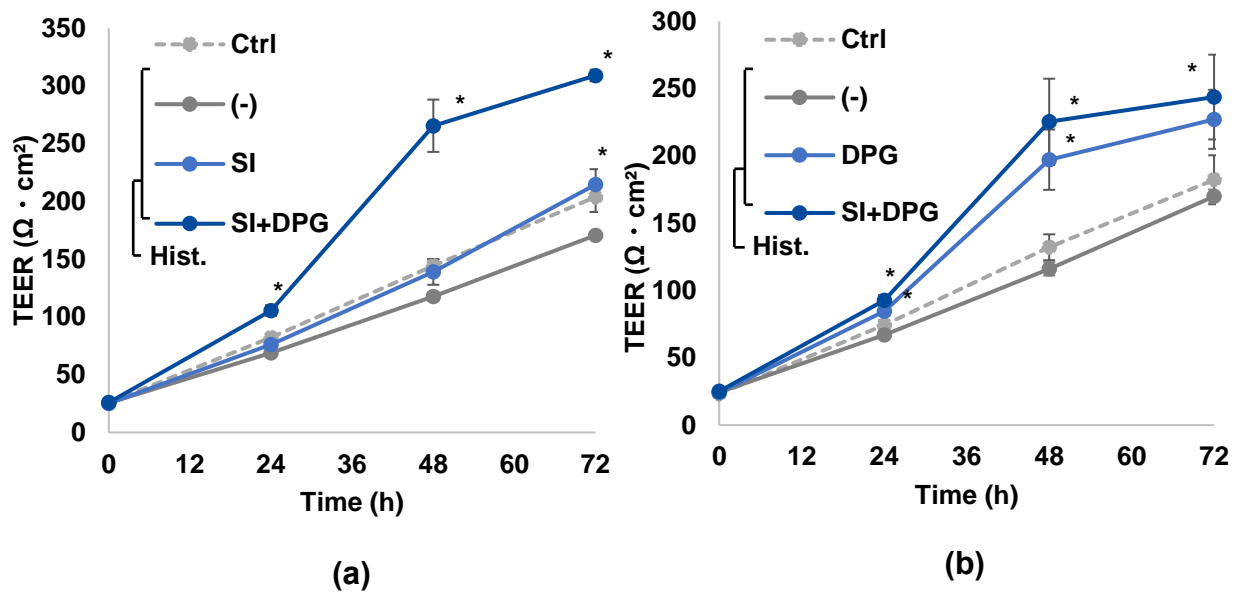 350
300
250
200
150
100
50
0
TEER (Ω・cm²)
0 12 24 36 48 60 72
Time (h)
Ctrl
(-)
SI
SI+DPG
Hist.
*
*
*
*
(a)
300
250
200
150
100
50
0
TEER (Ω・cm²)
0 12 24 36 48 60 72
Time (h)
Ctrl
(-)
DPG
SI+DPG
Hist.
*
*
*
*
*
(b)